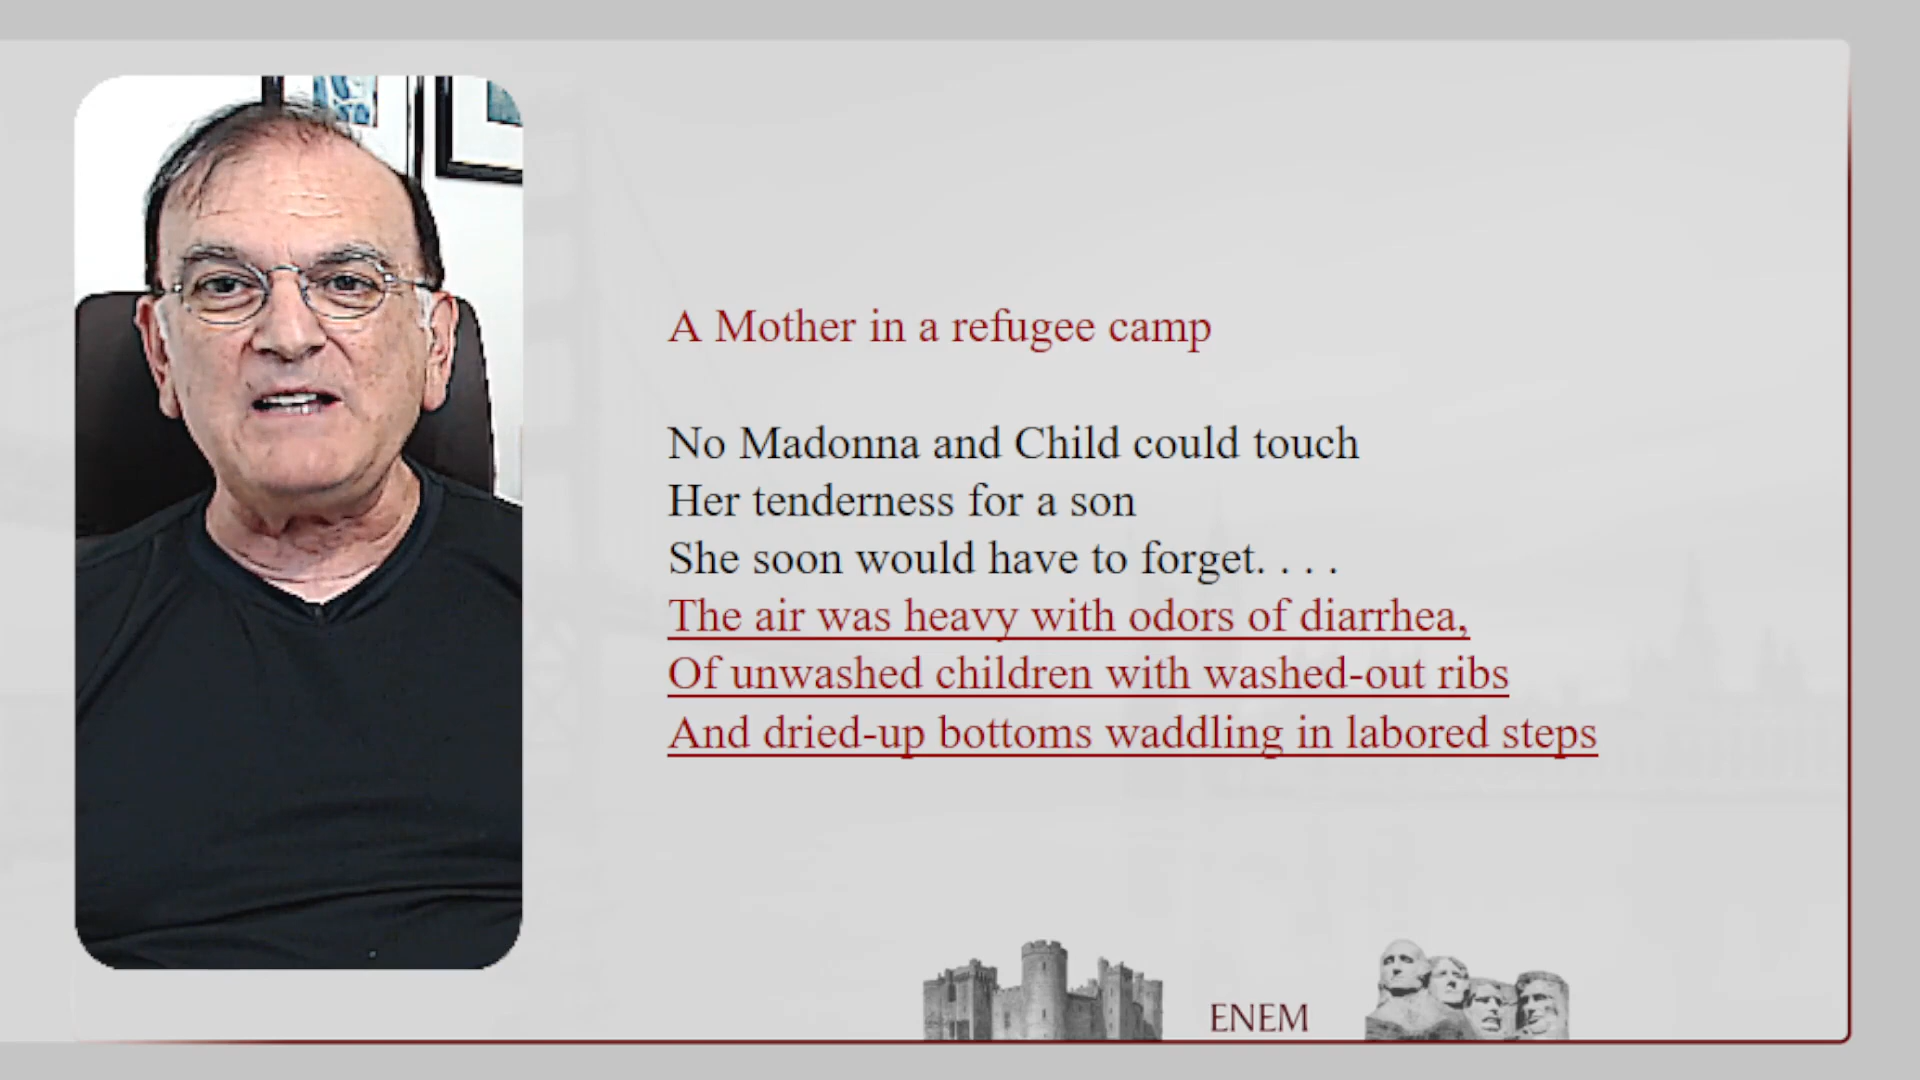 A Mother in a refugee camp
No Madonna and Child could touch
Her tenderness for a son
She soon would have to forget. . . .
The air was heavy with odors of diarrhea,
Of unwashed children with washed-out ribs
And dried-up bottoms waddling in labored steps
ENEM